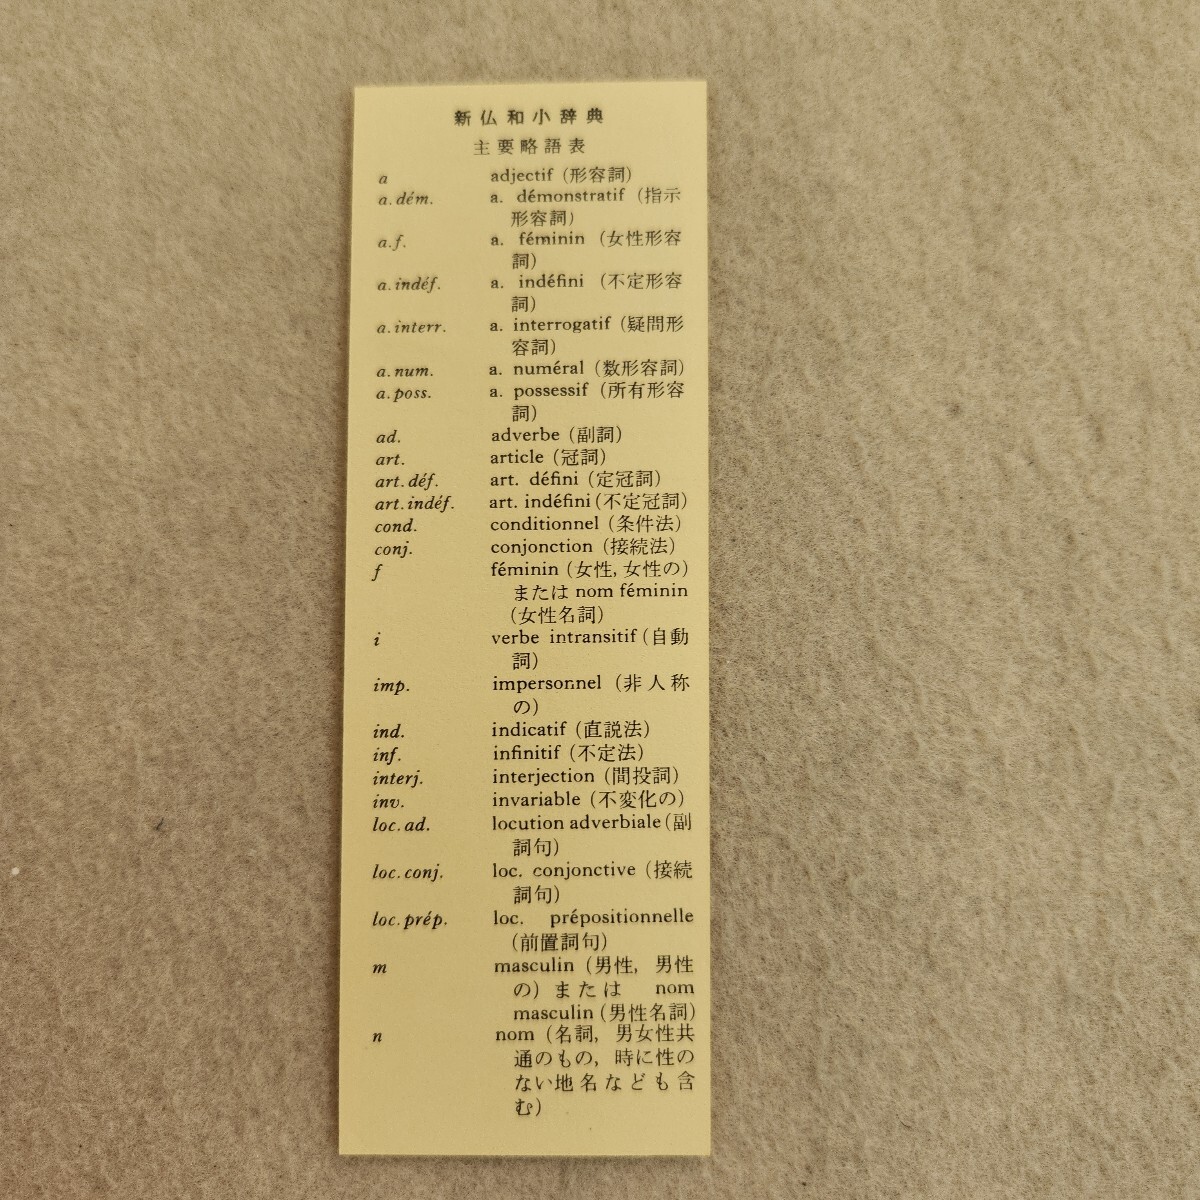 新仏和小辞典
主要略語表
a adjectif (形容詞)
a.dém. a. démonstratif (指示
形容詞)
a.f. a. féminin (女性形容
詞)
a.indéf. a. indéfini (不定形容
詞)
a.interr. a. interrogatif (疑問形
容詞)
a.num. a. numéral (数形容詞)
a.poss. a. possessif (所有形容
詞)
ad. adverbe (副詞)
art. article (冠詞)
art.déf. art. défini (定冠詞)
art.indéf. art. indéfini (不定冠詞)
cond. conditionnel (条件法)
conj. conjonction (接続法)
f féminin (女性, 女性の)
または nom féminin
(女性名詞)
i verbe intransitif (自動
詞)
imp. impersonnel (非人称
の)
ind. indicatif (直説法)
inf. infinitif (不定法)
interj. interjection (間投詞)
inv. invariable (不変化の)
loc.ad. locution adverbiale (副
詞句)
loc.conj. loc. conjonctive (接続
詞句)
loc.prép. loc. prépositionnelle
(前置詞句)
m masculin (男性, 男性
の) または nom
masculin (男性名詞)
n nom (名詞, 男女性共
通のもの, 時に性の
ない地名なども含
む)